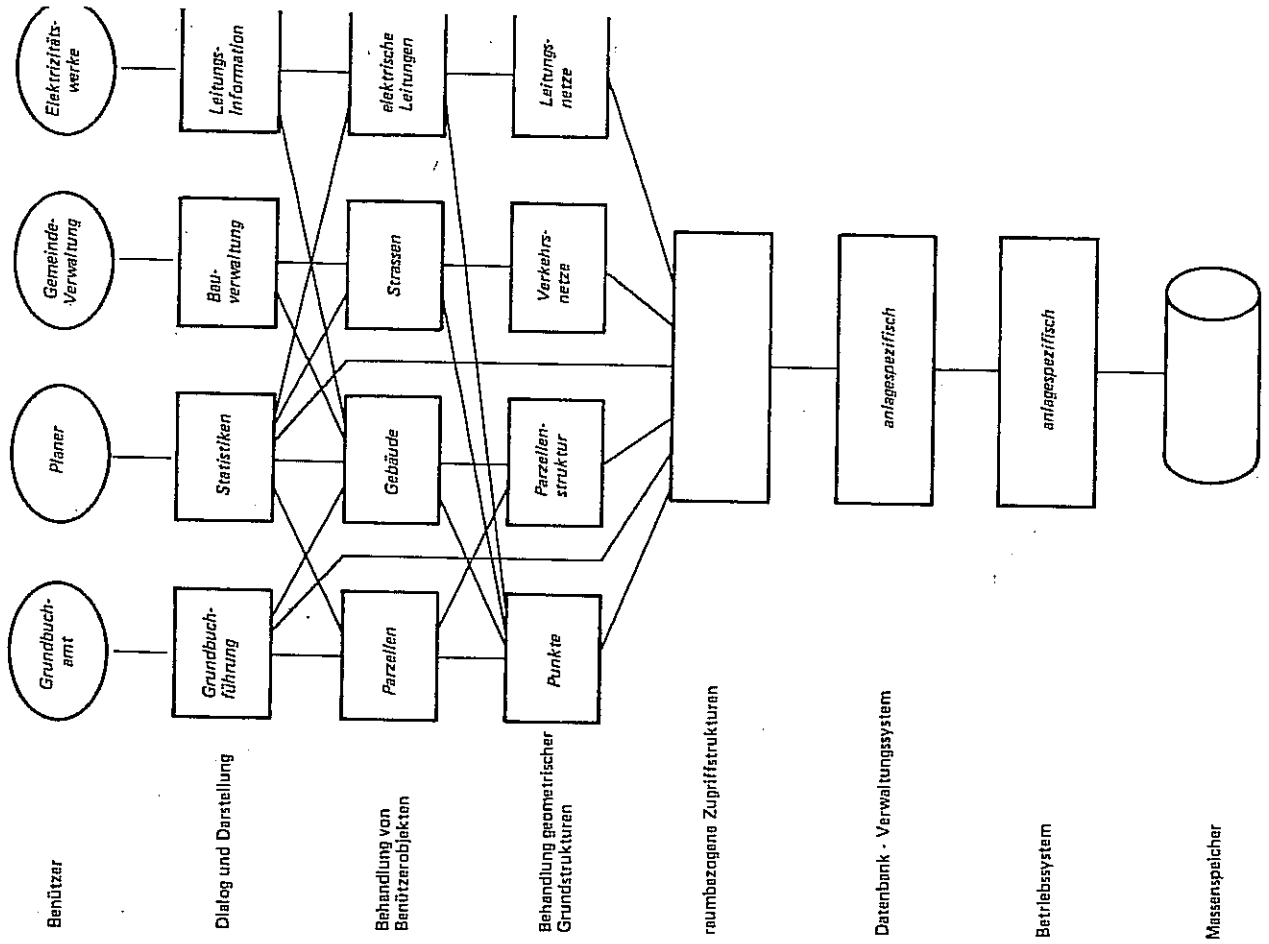 Benützer
Grundbuch-
amt
Planer
Gemeinde-
Verwaltung
Elektrizitäts-
werke
Dialog und Darstellung
Grundbuch-
führung
Statistiken
Bau-
verwaltung
Leitungs-
Information
Behandlung von
Benützerobjekten
Parzellen
Gebäude
Strassen
elektrische
Leitungen
Behandlung geometrischer
Grundstrukturen
Punkte
Parzellen-
struktur
Verkehrs-
netze
Leitungs-
netze
raumbezogene Zugriffstrukturen
Datenbank - Verwaltungssystem
anlagespezifisch
Betriebssystem
anlagespezifisch
Massenspeicher